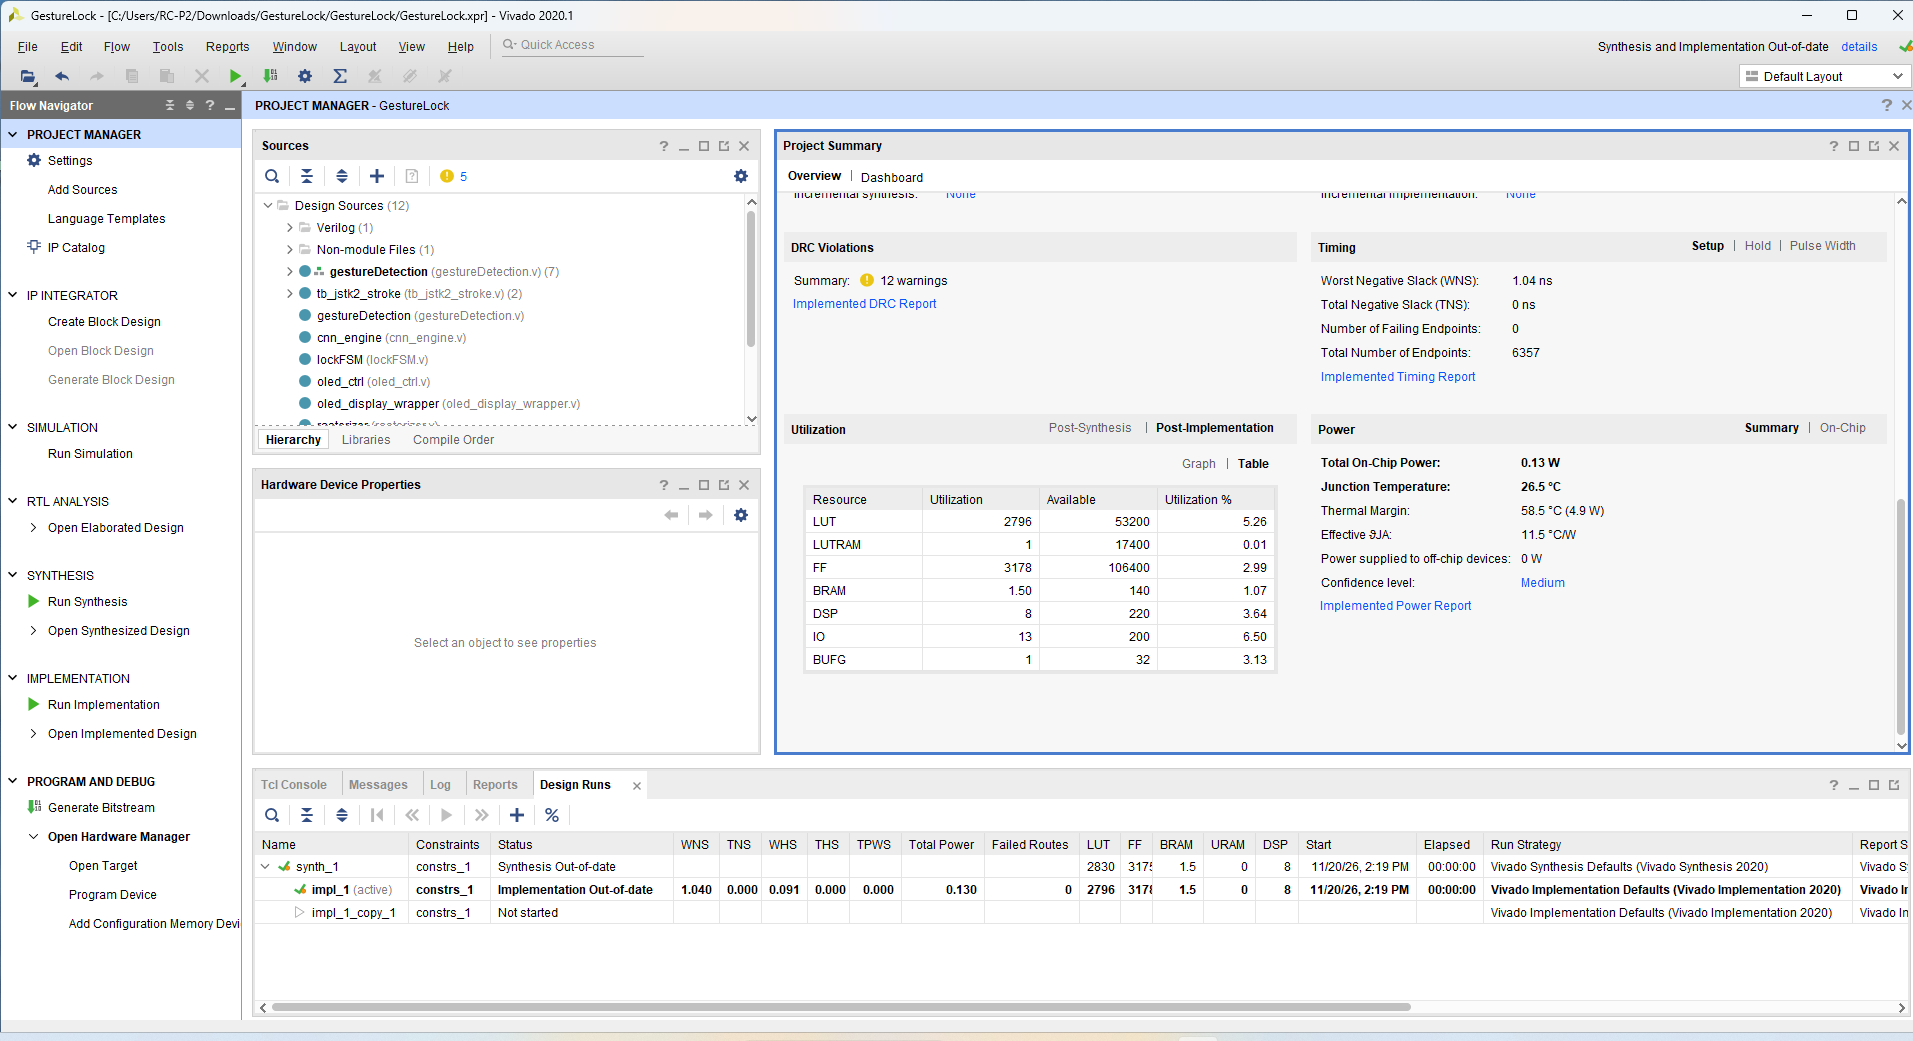 GestureLock - [C:/Users/RC-P2/Downloads/GestureLock/GestureLock/GestureLock.xpr] - Vivado 2020.1
File Edit Flow Tools Reports Window Layout View Help Quick Access
Synthesis and Implementation Out-of-date details
Default Layout
Flow Navigator
PROJECT MANAGER - GestureLock
PROJECT MANAGER
Settings
Add Sources
Language Templates
IP Catalog
IP INTEGRATOR
Create Block Design
Open Block Design
Generate Block Design
SIMULATION
Run Simulation
RTL ANALYSIS
Open Elaborated Design
SYNTHESIS
Run Synthesis
Open Synthesized Design
IMPLEMENTATION
Run Implementation
Open Implemented Design
PROGRAM AND DEBUG
Generate Bitstream
Open Hardware Manager
Open Target
Program Device
Add Configuration Memory Devi
Sources
5
Design Sources (12)
Verilog (1)
Non-module Files (1)
gestureDetection (gestureDetection.v) (7)
tb_jstk2_stroke (tb_jstk2_stroke.v) (2)
gestureDetection (gestureDetection.v)
cnn_engine (cnn_engine.v)
lockFSM (lockFSM.v)
oled_ctrl (oled_ctrl.v)
oled_display_wrapper (oled_display_wrapper.v)
Hierarchy Libraries Compile Order
Hardware Device Properties
Select an object to see properties
Project Summary
Overview | Dashboard
Incremental synthesis: None
Incremental implementation: None
DRC Violations
Summary: 12 warnings
Implemented DRC Report
Timing Setup | Hold | Pulse Width
Worst Negative Slack (WNS): 1.04 ns
Total Negative Slack (TNS): 0 ns
Number of Failing Endpoints: 0
Total Number of Endpoints: 6357
Implemented Timing Report
Utilization Post-Synthesis | Post-Implementation
Graph | Table
Resource Utilization Available Utilization %
LUT 2796 53200 5.26
LUTRAM 1 17400 0.01
FF 3178 106400 2.99
BRAM 1.50 140 1.07
DSP 8 220 3.64
IO 13 200 6.50
BUFG 1 32 3.13
Power Summary | On-Chip
Total On-Chip Power: 0.13 W
Junction Temperature: 26.5 °C
Thermal Margin: 58.5 °C (4.9 W)
Effective ϑJA: 11.5 °C/W
Power supplied to off-chip devices: 0 W
Confidence level: Medium
Implemented Power Report
Tcl Console Messages Log Reports Design Runs
Name Constraints Status WNS TNS WHS THS TPWS Total Power Failed Routes LUT FF BRAM URAM DSP Start Elapsed Run Strategy Report S
synth_1 constrs_1 Synthesis Out-of-date 2830 3175 1.5 0 8 11/20/26, 2:19 PM 00:00:00 Vivado Synthesis Defaults (Vivado Synthesis 2020) Vivado S
impl_1 (active) constrs_1 Implementation Out-of-date 1.040 0.000 0.091 0.000 0.000 0.130 0 2796 3178 1.5 0 8 11/20/26, 2:19 PM 00:00:00 Vivado Implementation Defaults (Vivado Implementation 2020) Vivado I
impl_1_copy_1 constrs_1 Not started Vivado Implementation Defaults (Vivado Implementation 2020) Vivado In